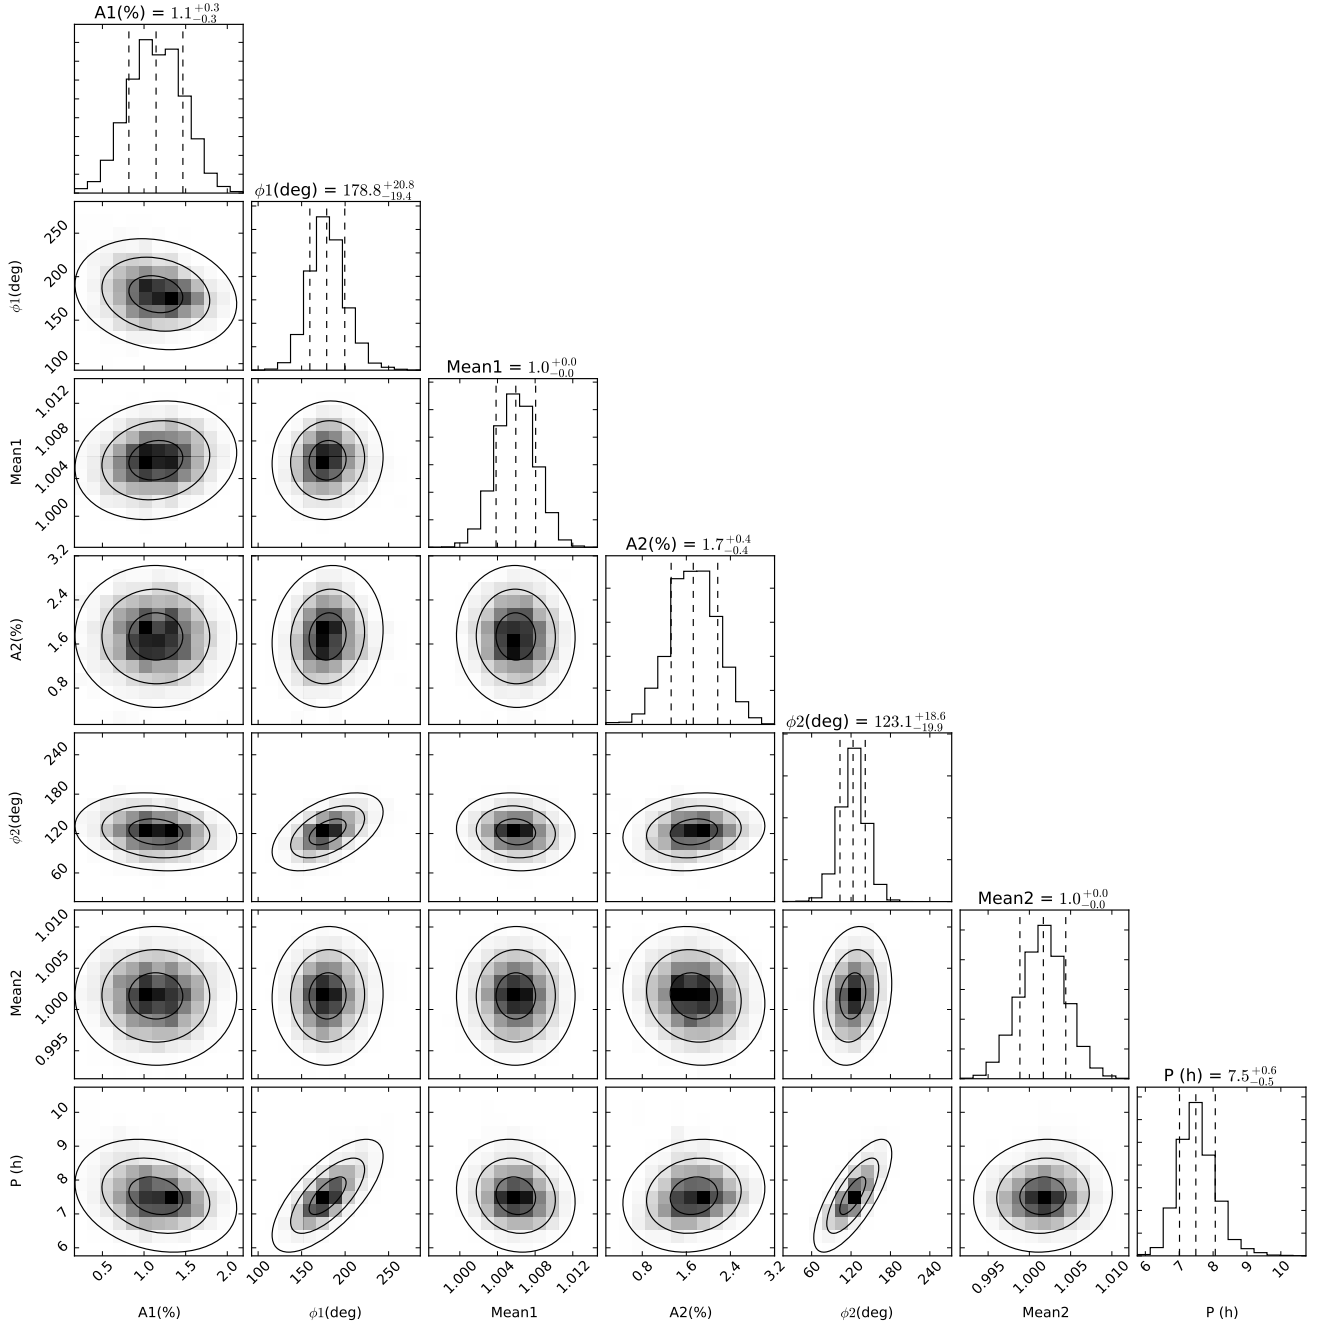 A1(%) = 1.1+0.3−0.3
ϕ1(deg) = 178.8+20.8−19.4
250
200
150
100
ϕ1(deg)
Mean1 = 1.0+0.0−0.0
1.012
1.008
1.004
1.000
Mean1
A2(%) = 1.7+0.4−0.4
3.2
2.4
1.6
0.8
A2(%)
ϕ2(deg) = 123.1+18.6−19.9
240
180
120
60
ϕ2(deg)
Mean2 = 1.0+0.0−0.0
1.010
1.005
1.000
0.995
Mean2
P (h) = 7.5+0.6−0.5
10
9
8
7
6
P (h)
0.5 1.0 1.5 2.0 100 150 200 250 1.000 1.004 1.008 1.012 0.8 1.6 2.4 3.2 60 120 180 240 0.995 1.000 1.005 1.010 6 7 8 9 10
A1(%) ϕ1(deg) Mean1 A2(%) ϕ2(deg) Mean2 P (h)